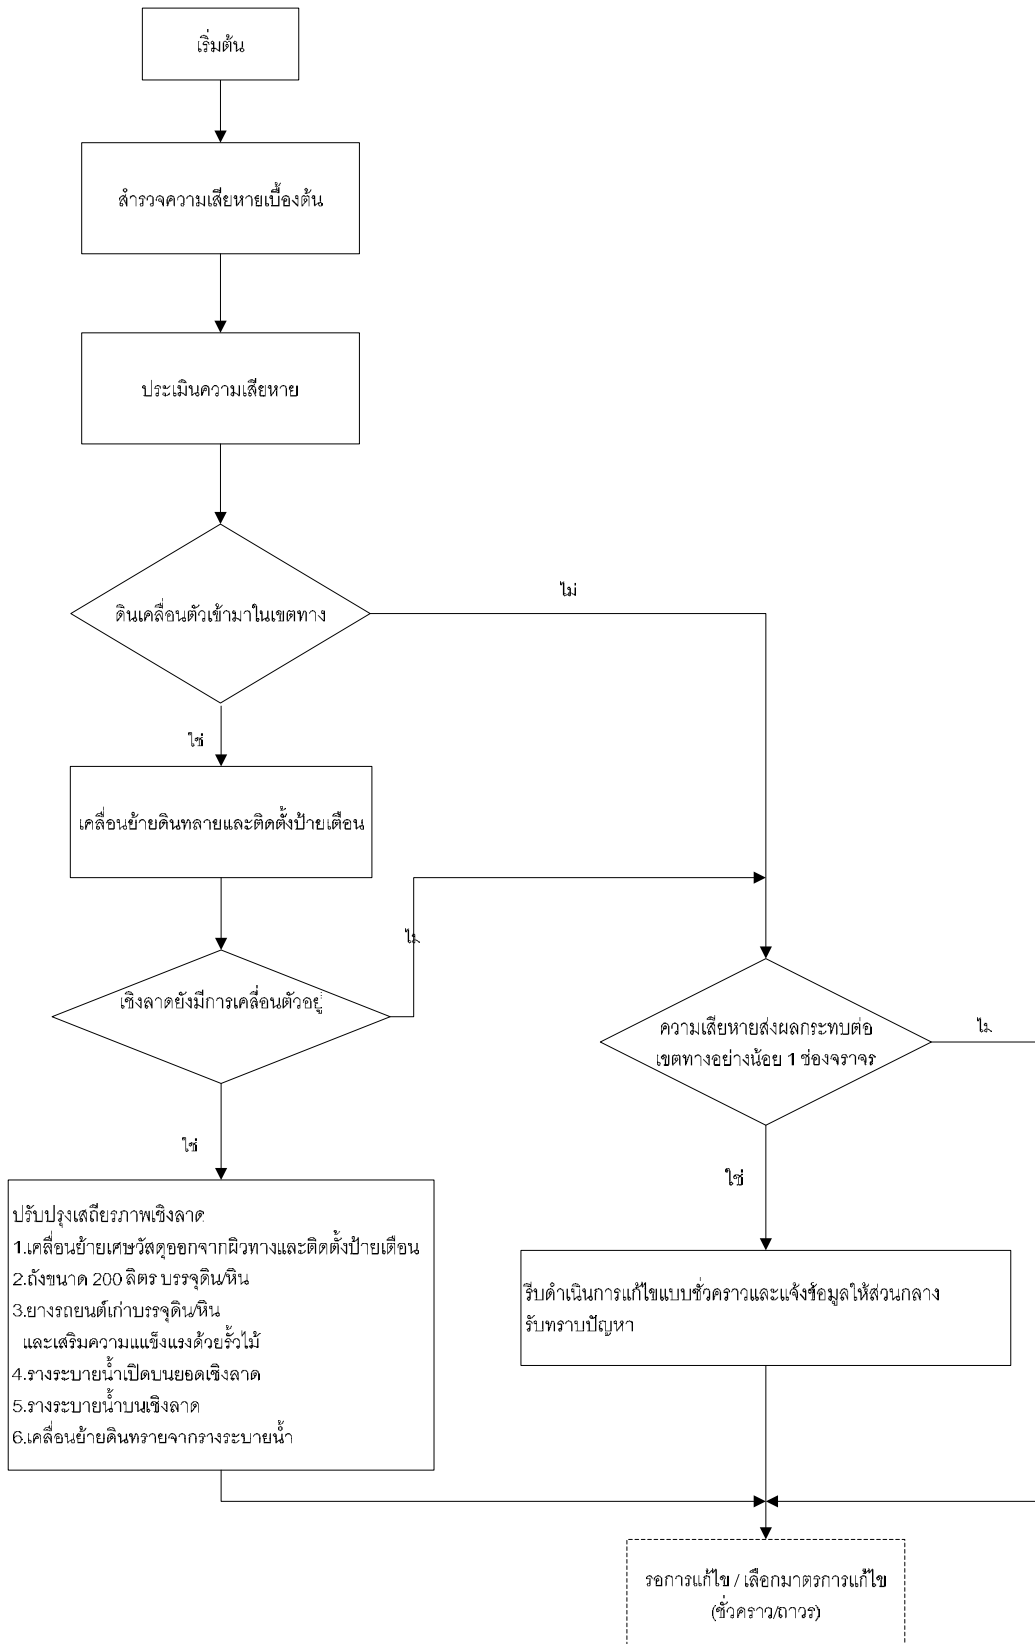 เริ่มต้น
สำรวจความเสียหายเบื้องต้น
ประเมินความเสียหาย
ดินเคลื่อนตัวเข้ามาในเขตทาง
ไม่
ใช่
เคลื่อนย้ายดินทลายและติดตั้งป้ายเตือน
ไม่
เชิงลาดยังมีการเคลื่อนตัวอยู่
ความเสียหายส่งผลกระทบต่อ
เขตทางอย่างน้อย 1 ช่องจราจร
ไม่
ใช่
ใช่
ปรับปรุงเสถียรภาพเชิงลาด
1.เคลื่อนย้ายเศษวัสดุออกจากผิวทางและติดตั้งป้ายเตือน
2.ถังขนาด 200 ลิตร บรรจุดิน/หิน
3.ยางรถยนต์เก่าบรรจุดิน/หิน
และเสริมความแข็งแรงด้วยรั้วไม้
4.รางระบายน้ำเปิดบนยอดเชิงลาด
5.รางระบายน้ำบนเชิงลาด
6.เคลื่อนย้ายดินทรายจากรางระบายน้ำ
รีบดำเนินการแก้ไขแบบชั่วคราวและแจ้งข้อมูลให้ส่วนกลาง
รับทราบปัญหา
รอการแก้ไข / เลือกมาตรการแก้ไข
(ชั่วคราว/ถาวร)